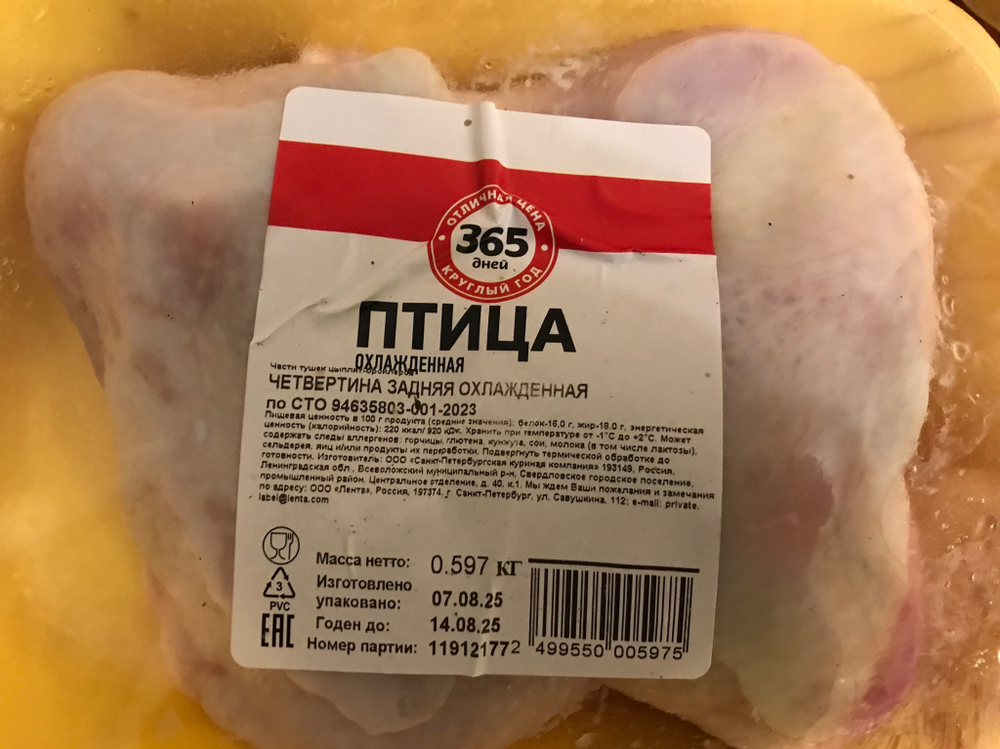 ОТЛИЧНАЯ ЦЕНА
365
дней
КРУГЛЫЙ ГОД
ПТИЦА
ОХЛАЖДЕННАЯ
Части тушек цыплят-бройлеров
ЧЕТВЕРТИНА ЗАДНЯЯ ОХЛАЖДЕННАЯ
по СТО 94635803-001-2023
Пищевая ценность в 100 г продукта (средние значения): белок-16,0 г, жир-18,0 г, энергетическая
ценность (калорийность): 220 ккал/ 920 кДж. Хранить при температуре от -1°С до +2°С. Может
содержать следы аллергенов: горчицы, глютена, кунжута, сои, молока (в том числе лактозы),
сельдерея, яиц и/или продукты их переработки. Подвергнуть термической обработке до
готовности. Изготовитель: ООО «Санкт-Петербургская куриная компания» 193149, Россия,
Ленинградская обл., Всеволожский муниципальный р-н, Свердловское городское поселение,
промышленный район, Центральное отделение, д. 40, к.1. Мы ждем Ваши пожелания и замечания
по адресу: ООО «Лента», Россия, 197374, г. Санкт-Петербург, ул. Савушкина, 112; e-mail: private.
label@lenta.com
Масса нетто: 0.597 кг
Изготовлено
упаковано: 07.08.25
Годен до: 14.08.25
Номер партии: 119121772
3
PVC
EAC
2 499550 005975